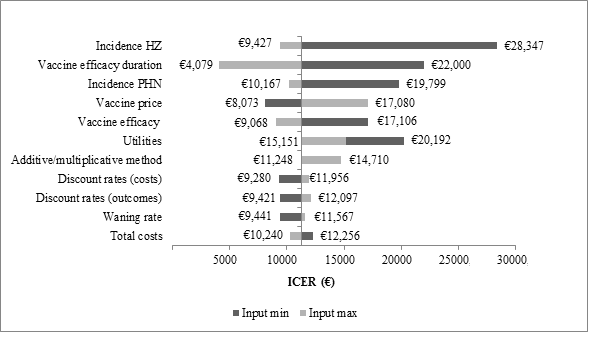 Incidence HZ €9,427 €28,347
Vaccine efficacy duration €4,079 €22,000
Incidence PHN €10,167 €19,799
Vaccine price €8,073 €17,080
Vaccine efficacy €9,068 €17,106
Utilities €15,151 €20,192
Additive/multiplicative method €11,248 €14,710
Discount rates (costs) €9,280 €11,956
Discount rates (outcomes) €9,421 €12,097
Waning rate €9,441 €11,567
Total costs €10,240 €12,256
5000 10000 15000 20000 25000 30000
ICER (€)
Input min Input max